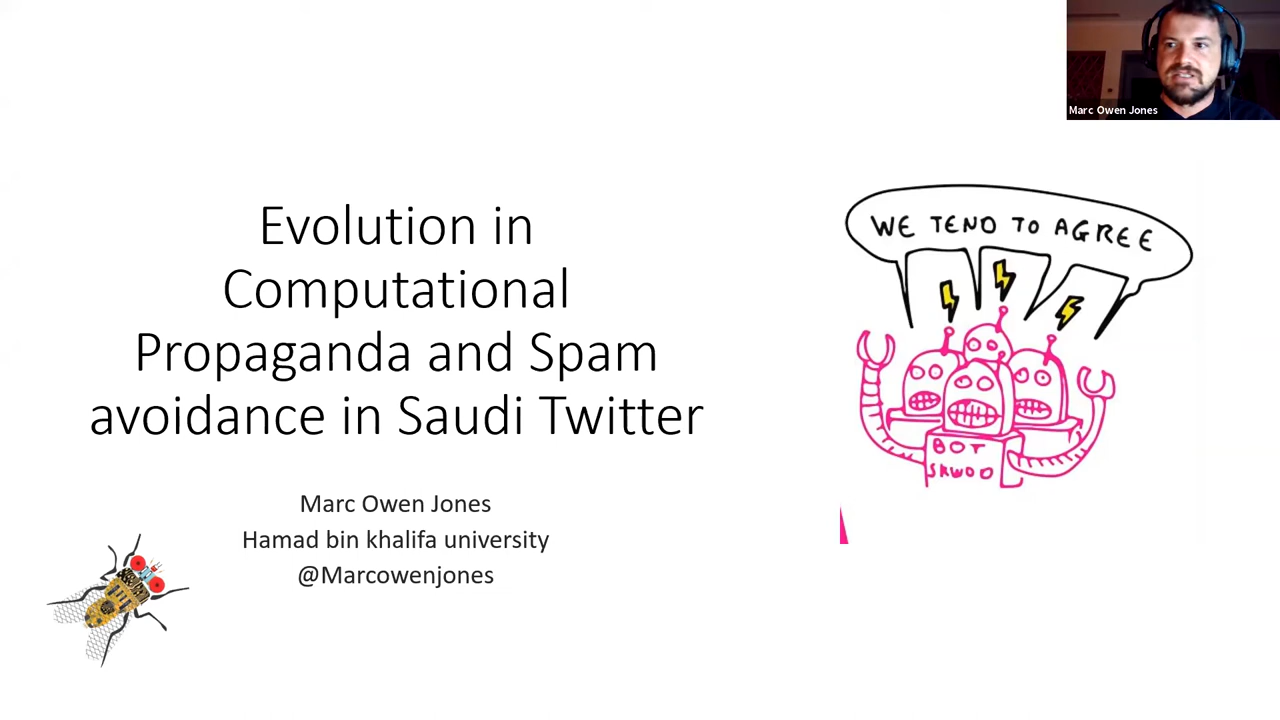 Marc Owen Jones
WE TEND TO AGREE
Evolution in
Computational
Propaganda and Spam
avoidance in Saudi Twitter
BOT
SKWOD
Marc Owen Jones
Hamad bin khalifa university
@Marcowenjones